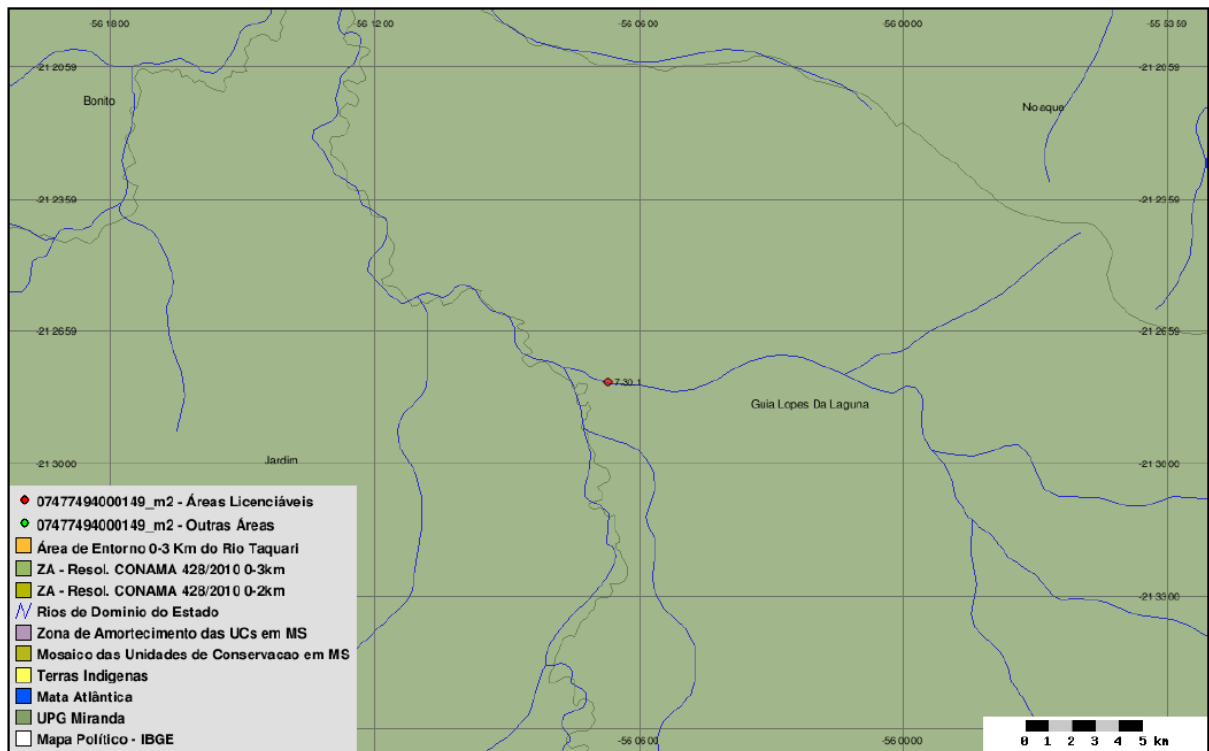 -56 18 00 -56 12 00 -56 06 00 -56 00 00 -55 53 59
-21 20 59 -21 20 59
Bonito
Nioaque
-21 23 59 -21 23 59
-21 26 59 -21 26 59
7.30.1
Guia Lopes Da Laguna
Jardim
-21 30 00 -21 30 00
07477494000149_m2 - Áreas Licenciáveis
07477494000149_m2 - Outras Áreas
Área de Entorno 0-3 Km do Rio Taquari
ZA - Resol. CONAMA 428/2010 0-3km
ZA - Resol. CONAMA 428/2010 0-2km
-21 33 00
Rios de Dominio do Estado
Zona de Amortecimento das UCs em MS
Mosaico das Unidades de Conservacao em MS
Terras Indigenas
Mata Atlântica
UPG Miranda
Mapa Político - IBGE
-56 06 00 -56 00 00
0 1 2 3 4 5 km